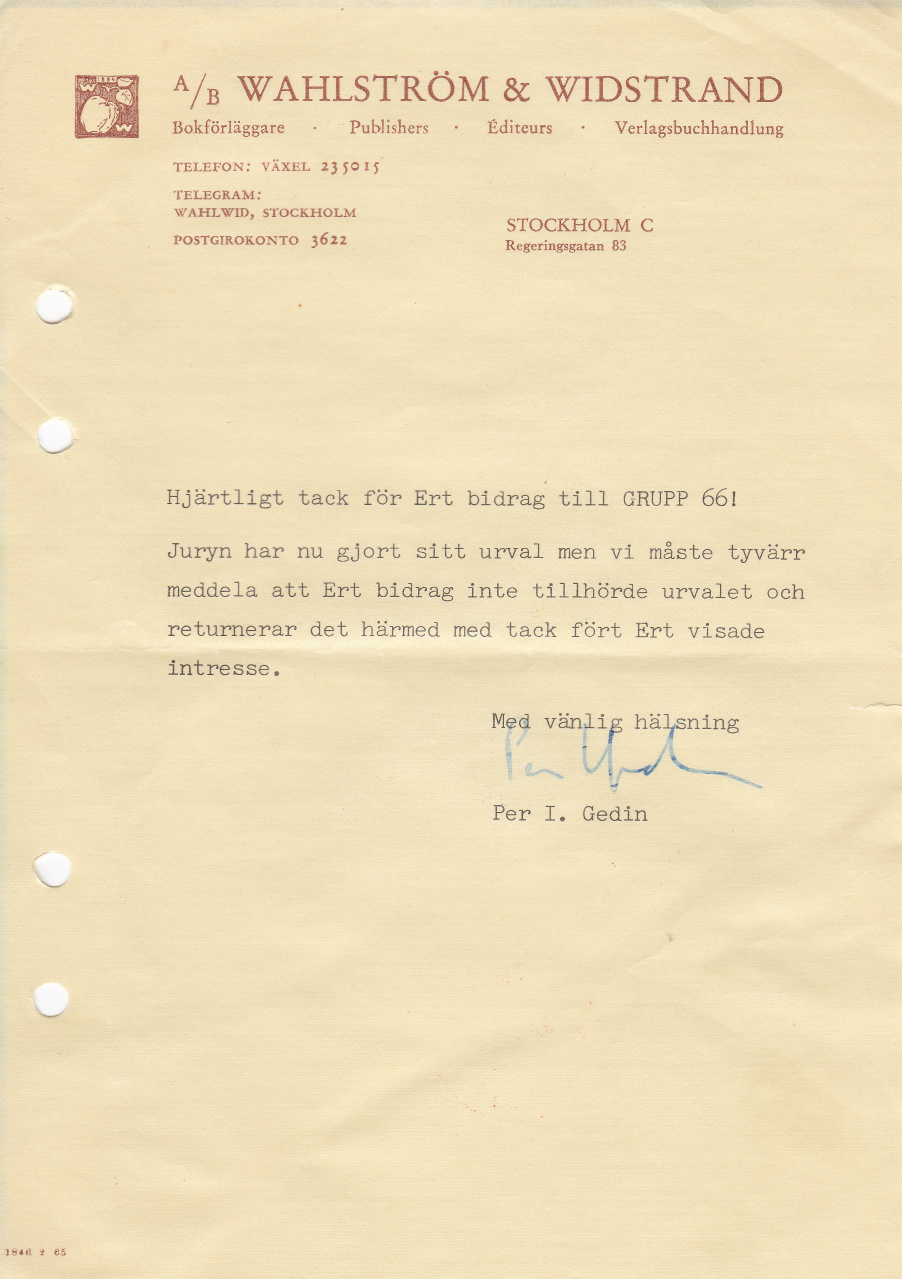 A/B WAHLSTRÖM & WIDSTRAND
Bokförläggare · Publishers · Éditeurs · Verlagsbuchhandlung
TELEFON: VÄXEL 235015
TELEGRAM:
WAHLWID, STOCKHOLM
POSTGIROKONTO 3622
STOCKHOLM C
Regeringsgatan 83
Hjärtligt tack för Ert bidrag till GRUPP 66!
Juryn har nu gjort sitt urval men vi måste tyvärr
meddela att Ert bidrag inte tillhörde urvalet och
returnerar det härmed med tack fört Ert visade
intresse.
Med vänlig hälsning
Per I. Gedin
1846 2 65